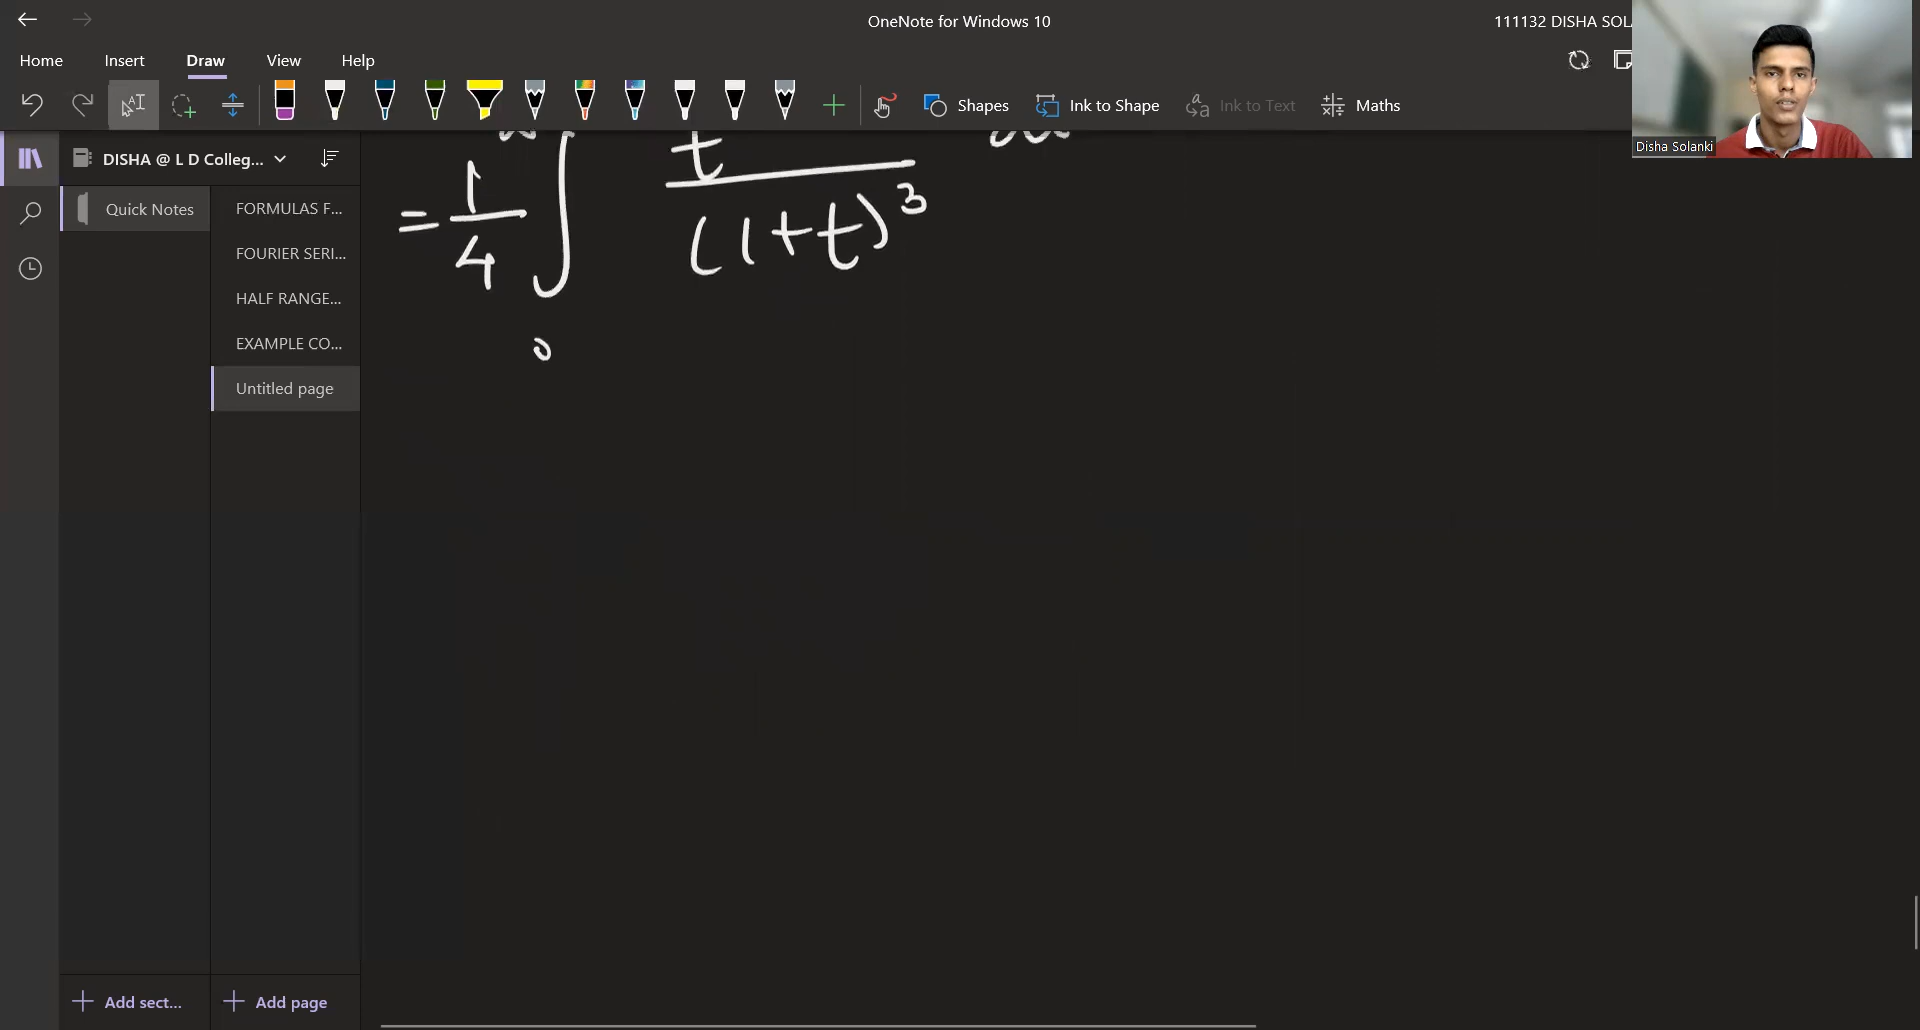 OneNote for Windows 10
111132 DISHA SOLA
Home Insert Draw View Help
Shapes Ink to Shape Ink to Text Maths
Disha Solanki
DISHA @ L D Colleg...
Quick Notes
FORMULAS F...
FOURIER SERI...
HALF RANGE...
EXAMPLE CO...
Untitled page
= 1/4 ∫ t / (1+t)^3
0
Add sect...
Add page